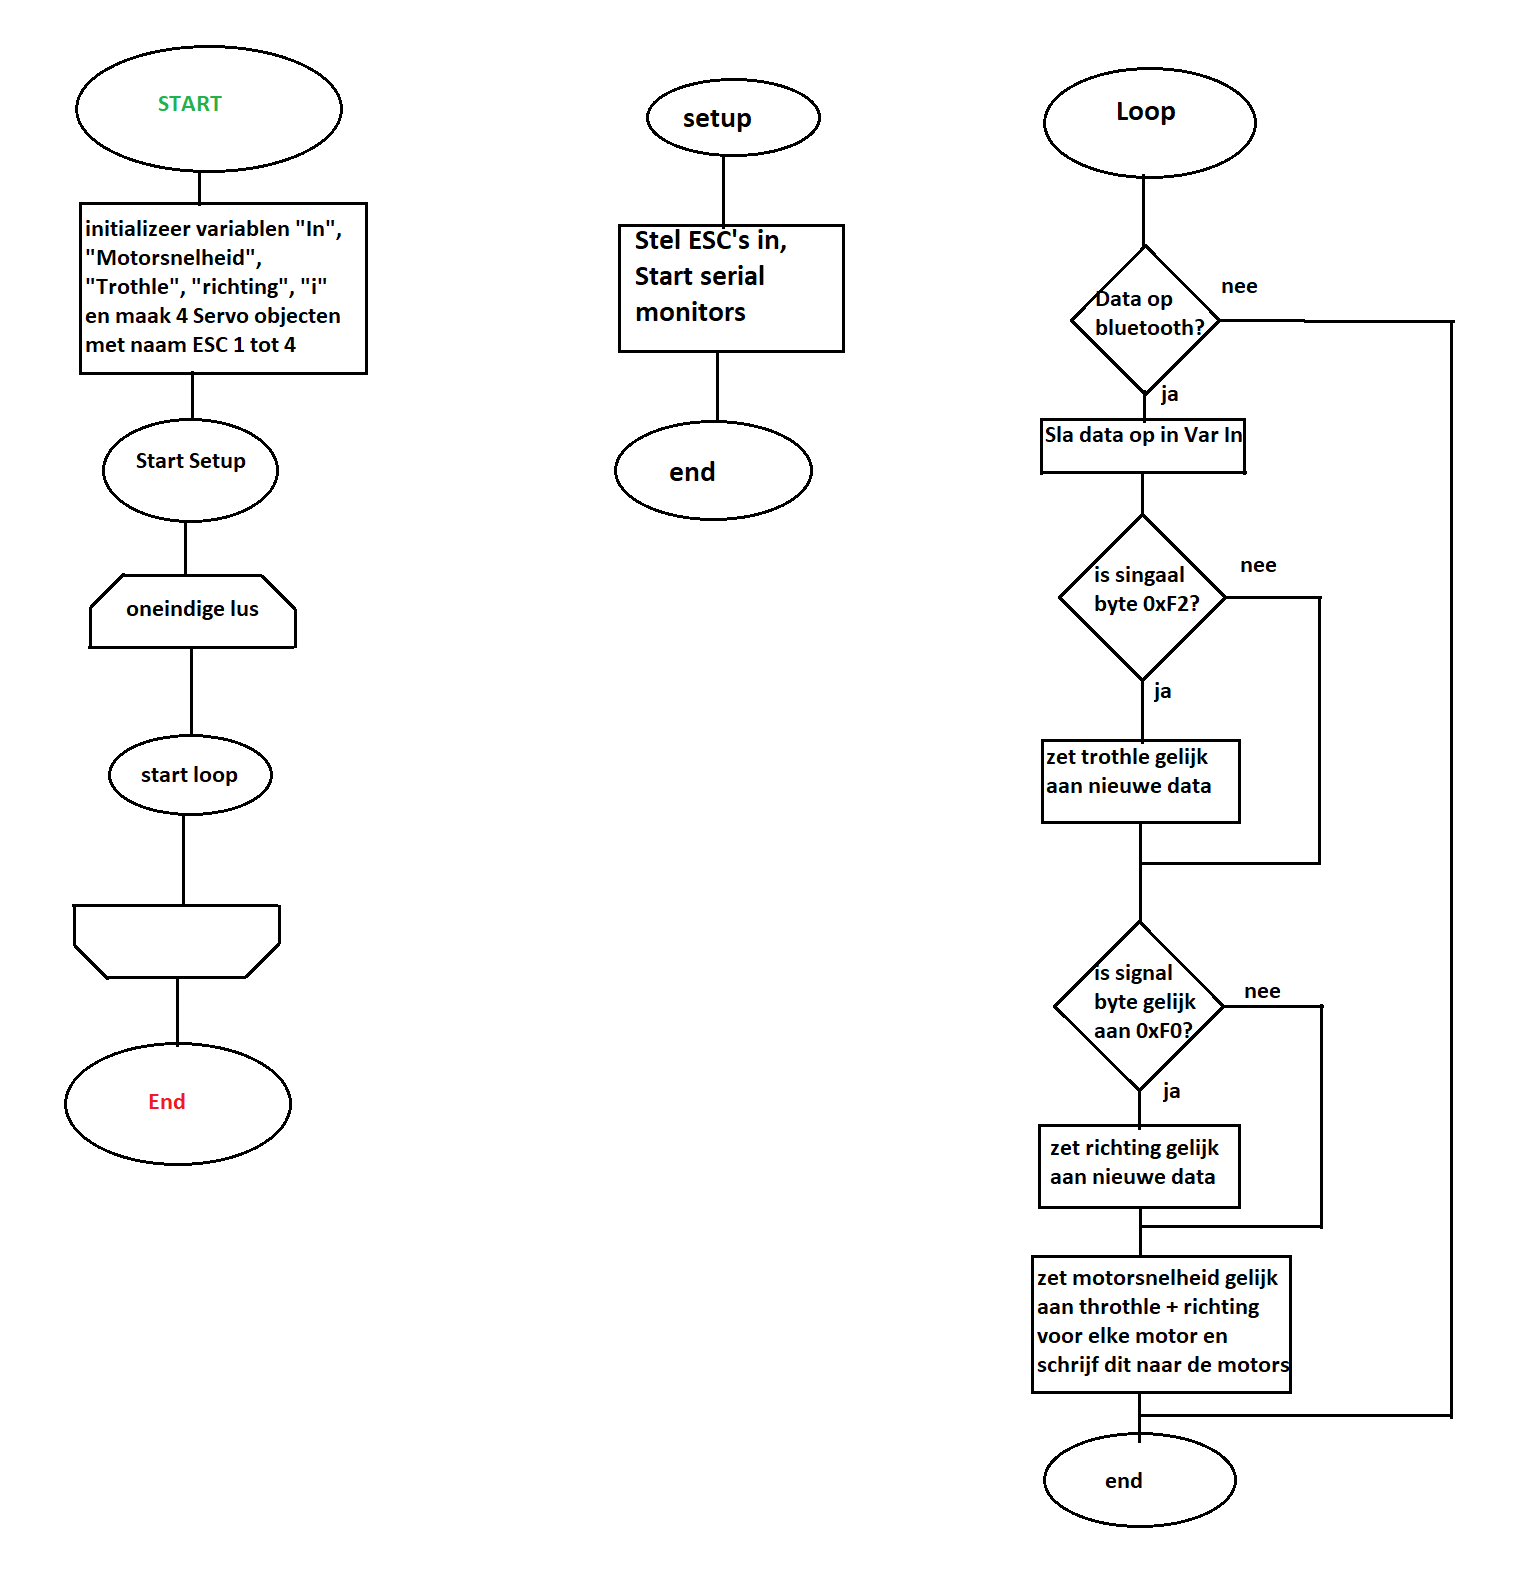 START
initializeer variablen "In",
"Motorsnelheid",
"Trothle", "richting", "i"
en maak 4 Servo objecten
met naam ESC 1 tot 4
Start Setup
oneindige lus
start loop
End
setup
Stel ESC's in,
Start serial
monitors
end
Loop
Data op
bluetooth?
nee
ja
Sla data op in Var In
is singaal
byte 0xF2?
nee
ja
zet trothle gelijk
aan nieuwe data
is signal
byte gelijk
aan 0xF0?
nee
ja
zet richting gelijk
aan nieuwe data
zet motorsnelheid gelijk
aan throthle + richting
voor elke motor en
schrijf dit naar de motors
end